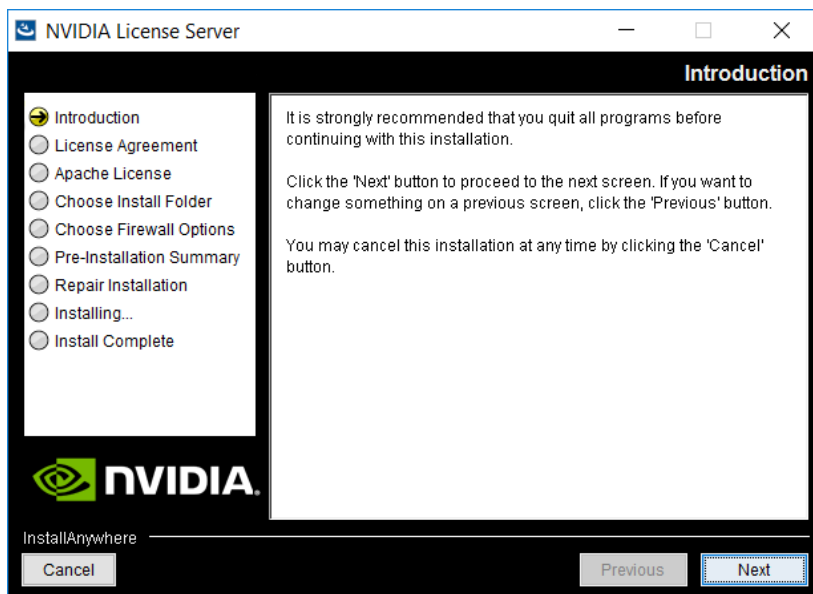 NVIDIA License Server
Introduction
Introduction
License Agreement
Apache License
Choose Install Folder
Choose Firewall Options
Pre-Installation Summary
Repair Installation
Installing...
Install Complete
It is strongly recommended that you quit all programs before
continuing with this installation.
Click the 'Next' button to proceed to the next screen. If you want to
change something on a previous screen, click the 'Previous' button.
You may cancel this installation at any time by clicking the 'Cancel'
button.
NVIDIA.
InstallAnywhere
Cancel
Previous
Next